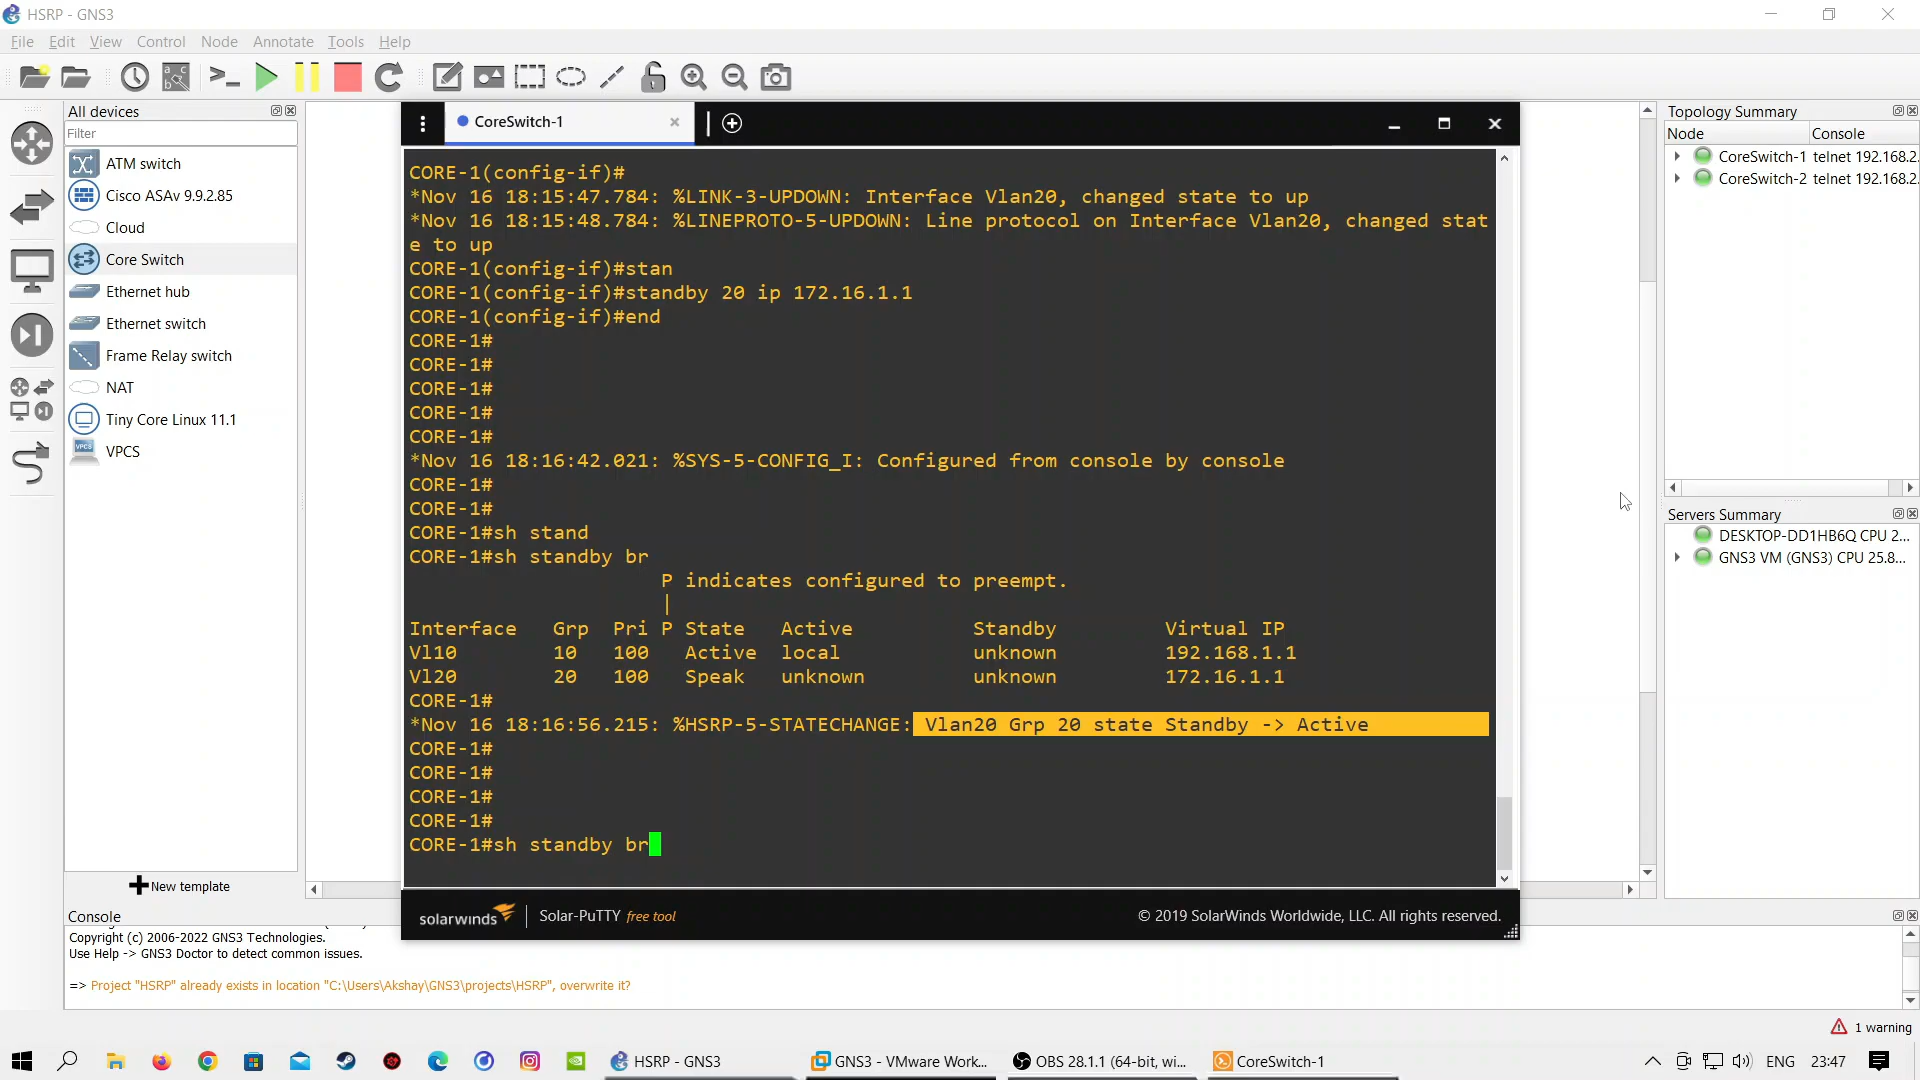 HSRP - GNS3
File Edit View Control Node Annotate Tools Help
All devices
Filter
ATM switch
Cisco ASAv 9.9.2.85
Cloud
Core Switch
Ethernet hub
Ethernet switch
Frame Relay switch
NAT
Tiny Core Linux 11.1
VPCS
New template
CoreSwitch-1
CORE-1(config-if)#
*Nov 16 18:15:47.784: %LINK-3-UPDOWN: Interface Vlan20, changed state to up
*Nov 16 18:15:48.784: %LINEPROTO-5-UPDOWN: Line protocol on Interface Vlan20, changed stat
e to up
CORE-1(config-if)#stan
CORE-1(config-if)#standby 20 ip 172.16.1.1
CORE-1(config-if)#end
CORE-1#
CORE-1#
CORE-1#
CORE-1#
CORE-1#
*Nov 16 18:16:42.021: %SYS-5-CONFIG_I: Configured from console by console
CORE-1#
CORE-1#
CORE-1#sh stand
CORE-1#sh standby br
P indicates configured to preempt.
|
Interface Grp Pri P State Active Standby Virtual IP
Vl10 10 100 Active local unknown 192.168.1.1
Vl20 20 100 Speak unknown unknown 172.16.1.1
CORE-1#
*Nov 16 18:16:56.215: %HSRP-5-STATECHANGE: Vlan20 Grp 20 state Standby -> Active
CORE-1#
CORE-1#
CORE-1#
CORE-1#
CORE-1#sh standby br
solarwinds Solar-PuTTY free tool © 2019 SolarWinds Worldwide, LLC. All rights reserved.
Topology Summary
Node Console
CoreSwitch-1 telnet 192.168.2.
CoreSwitch-2 telnet 192.168.2.
Servers Summary
DESKTOP-DD1HB6Q CPU 2...
GNS3 VM (GNS3) CPU 25.8...
Console
Copyright (c) 2006-2022 GNS3 Technologies.
Use Help -> GNS3 Doctor to detect common issues.
=> Project "HSRP" already exists in location "C:\Users\Akshay\GNS3\projects\HSRP", overwrite it?
1 warning
HSRP - GNS3
GNS3 - VMware Work...
OBS 28.1.1 (64-bit, wi...
CoreSwitch-1
ENG
23:47